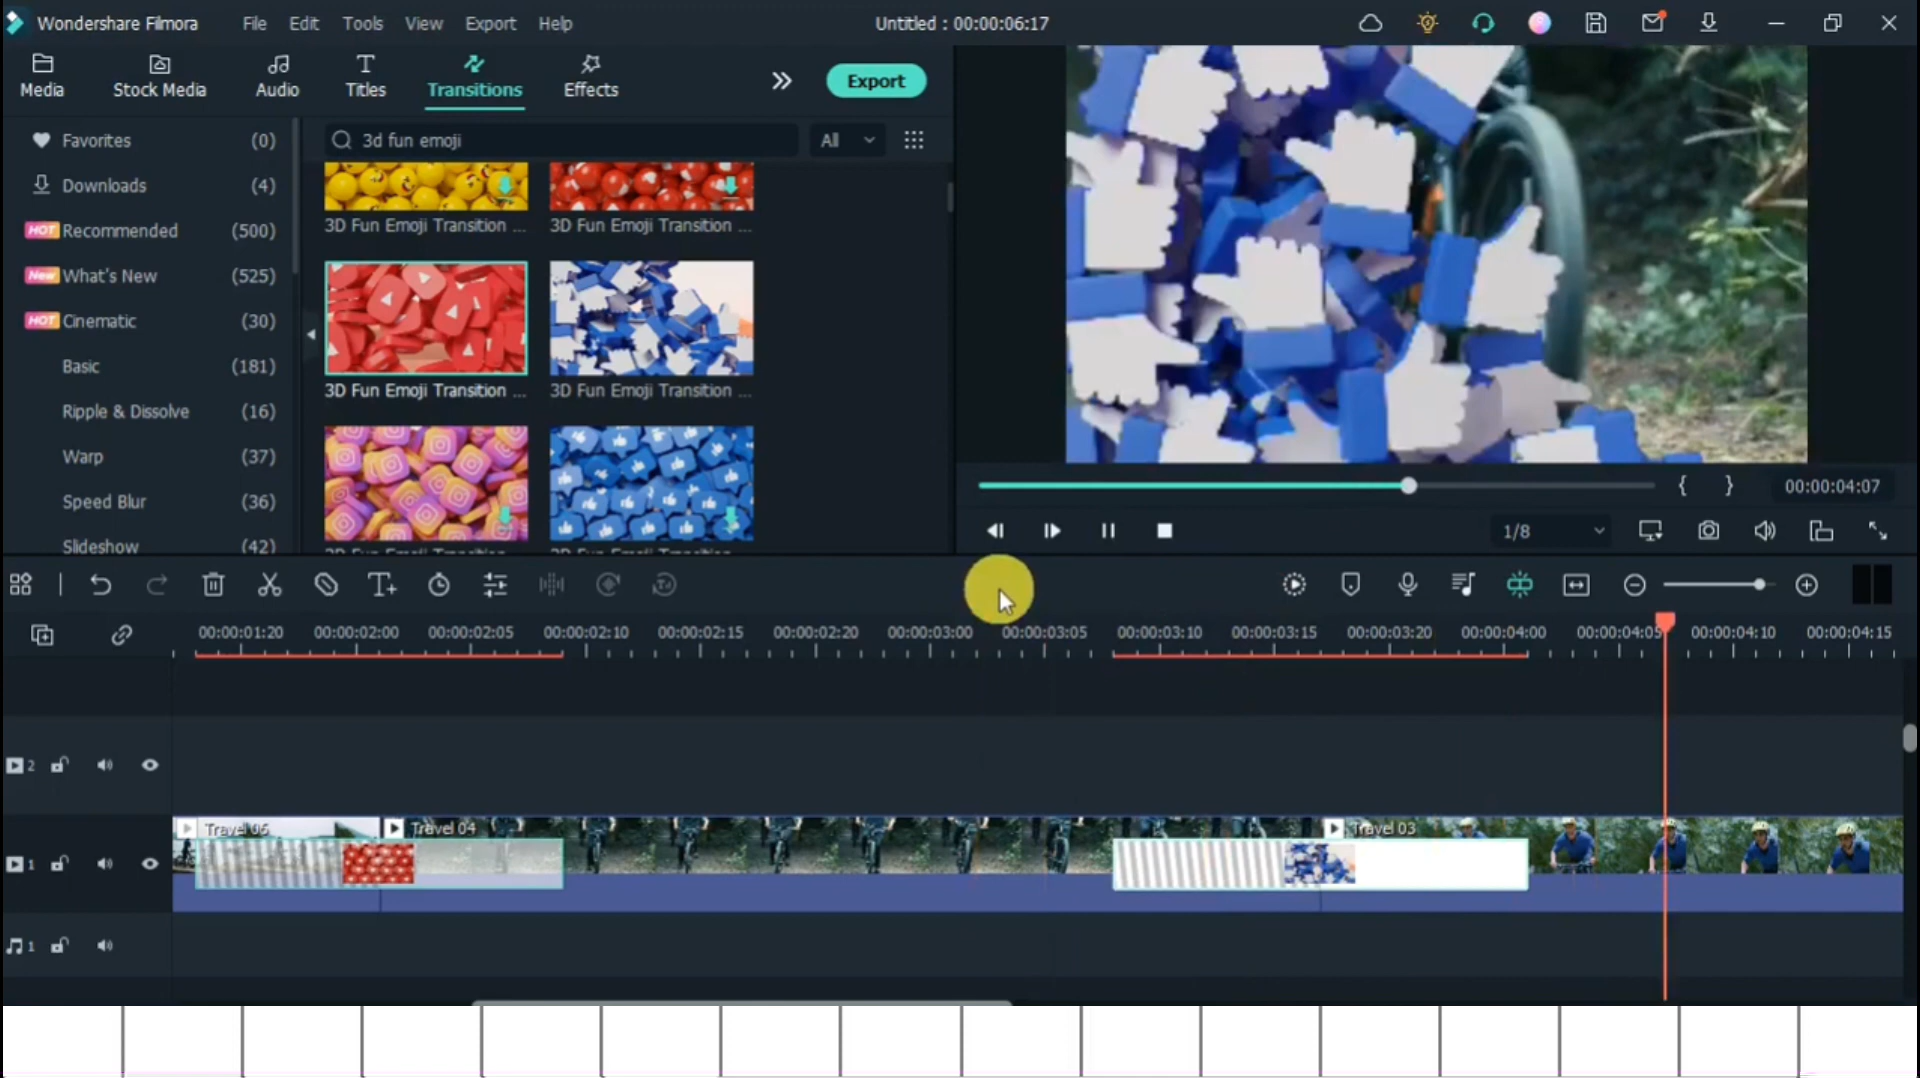 Wondershare Filmora File Edit Tools View Export Help Untitled : 00:00:06:17
Media Stock Media Audio Titles Transitions Effects Export
Favorites (0) 3d fun emoji All
Downloads (4)
3D Fun Emoji Transition ... 3D Fun Emoji Transition ...
HOT Recommended (500)
New What's New (525)
HOT Cinematic (30)
Basic (181)
3D Fun Emoji Transition ... 3D Fun Emoji Transition ...
Ripple & Dissolve (16)
Warp (37)
Speed Blur (36)
{ } 00:00:04:07
1/8
Slideshow (42)
00:00:01:20 00:00:02:00 00:00:02:05 00:00:02:10 00:00:02:15 00:00:02:20 00:00:03:00 00:00:03:05 00:00:03:10 00:00:03:15 00:00:03:20 00:00:04:00 00:00:04:05 00:00:04:10 00:00:04:15
2
Travel 06 Travel 04 Travel 03
1
1